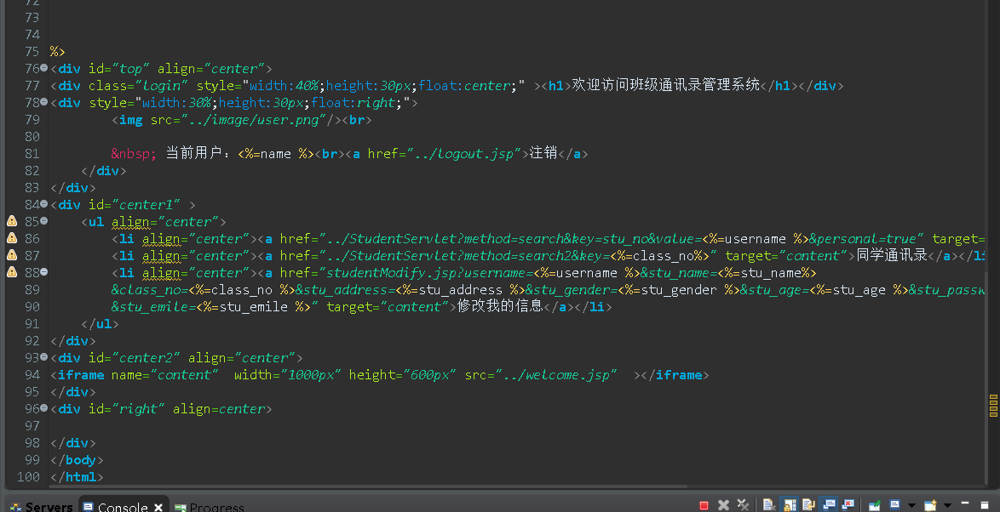 72
73
74
75 %>
76 <div id="top" align="center">
77 <div class="login" style="width:40%;height:30px;float:center;" ><h1>欢迎访问班级通讯录管理系统</h1></div>
78 <div style="width:30%;height:30px;float:right;">
79 <img src="../image/user.png"/><br>
80
81 &nbsp; 当前用户：<%=name %><br><a href="../logout.jsp">注销</a>
82 </div>
83 </div>
84 <div id="center1" >
85 <ul align="center">
86 <li align="center"><a href="../StudentServlet?method=search&key=stu_no&value=<%=username %>&personal=true" target=
87 <li align="center"><a href="../StudentServlet?method=search2&key=<%=class_no%>" target="content">同学通讯录</a></li
88 <li align="center"><a href="studentModify.jsp?username=<%=username %>&stu_name=<%=stu_name%>
89 &class_no=<%=class_no %>&stu_address=<%=stu_address %>&stu_gender=<%=stu_gender %>&stu_age=<%=stu_age %>&stu_passw
90 &stu_emile=<%=stu_emile %>" target="content">修改我的信息</a></li>
91 </ul>
92 </div>
93 <div id="center2" align="center">
94 <iframe name="content" width="1000px" height="600px" src="../welcome.jsp" ></iframe>
95 </div>
96 <div id="right" align=center>
97
98 </div>
99 </body>
100 </html>
Servers Console Progress